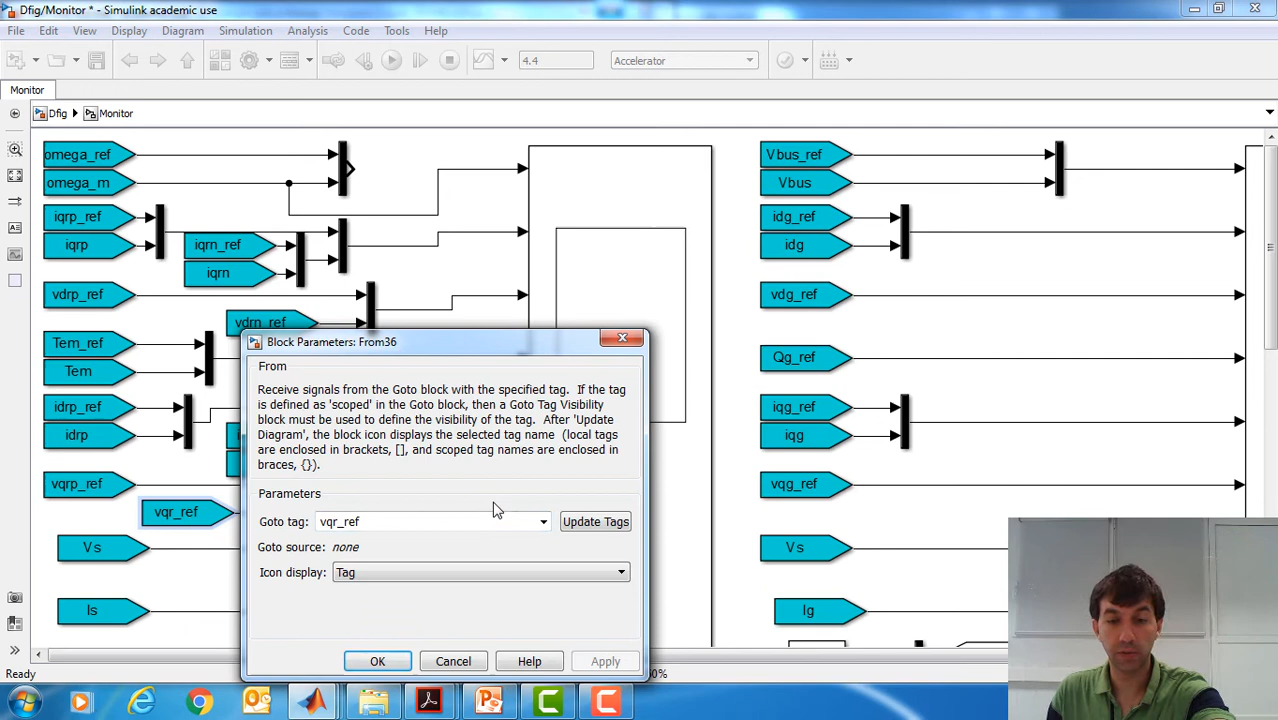 Dfig/Monitor * - Simulink academic use
File Edit View Display Diagram Simulation Analysis Code Tools Help
4.4
Accelerator
Monitor
Dfig
Monitor
omega_ref
omega_m
iqrp_ref
iqrp
iqrn_ref
iqrn
vdrp_ref
vdrn_ref
Tem_ref
Tem
idrp_ref
idrp
vqrp_ref
vqr_ref
Vs
Is
Vbus_ref
Vbus
idg_ref
idg
vdg_ref
Qg_ref
iqg_ref
iqg
vqg_ref
Vs
Ig
Block Parameters: From36
From
Receive signals from the Goto block with the specified tag. If the tag
is defined as 'scoped' in the Goto block, then a Goto Tag Visibility
block must be used to define the visibility of the tag. After 'Update
Diagram', the block icon displays the selected tag name (local tags
are enclosed in brackets, [], and scoped tag names are enclosed in
braces, {}).
Parameters
Goto tag: vqr_ref Update Tags
Goto source: none
Icon display: Tag
OK Cancel Help Apply
Ready